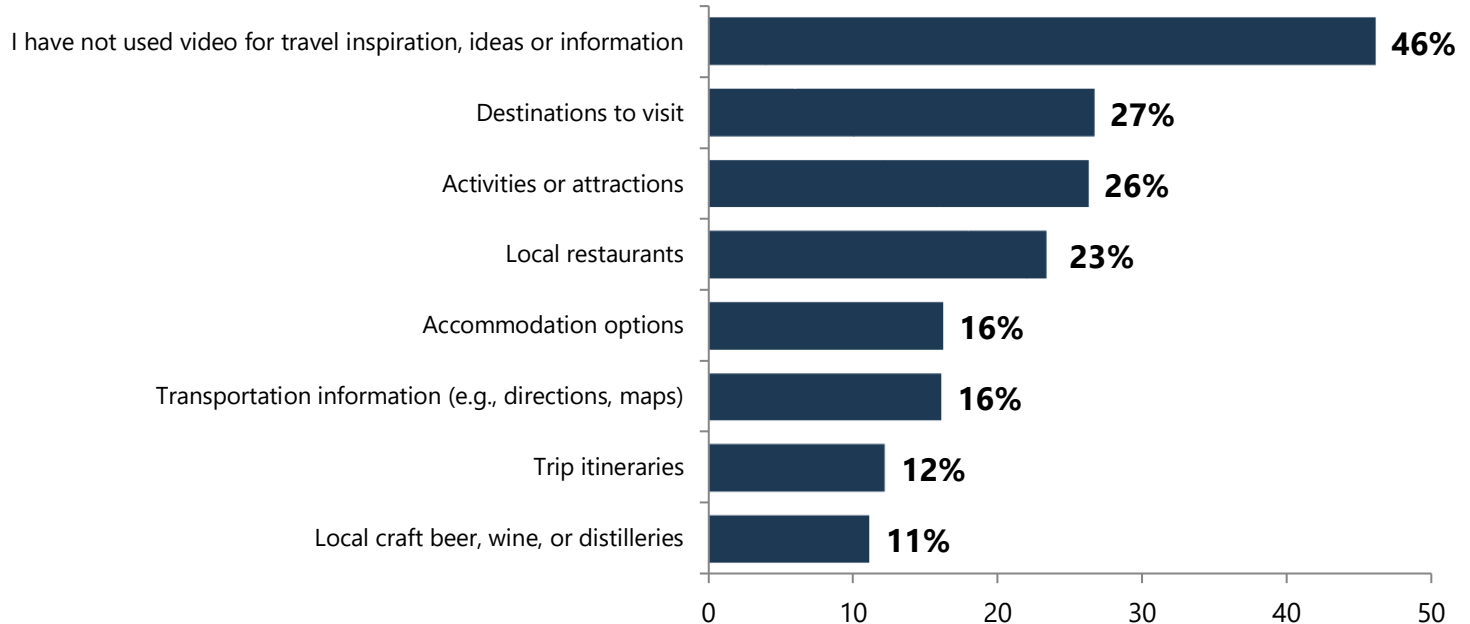 I have not used video for travel inspiration, ideas or information 46%
Destinations to visit 27%
Activities or attractions 26%
Local restaurants 23%
Accommodation options 16%
Transportation information (e.g., directions, maps) 16%
Trip itineraries 12%
Local craft beer, wine, or distilleries 11%
0 10 20 30 40 50